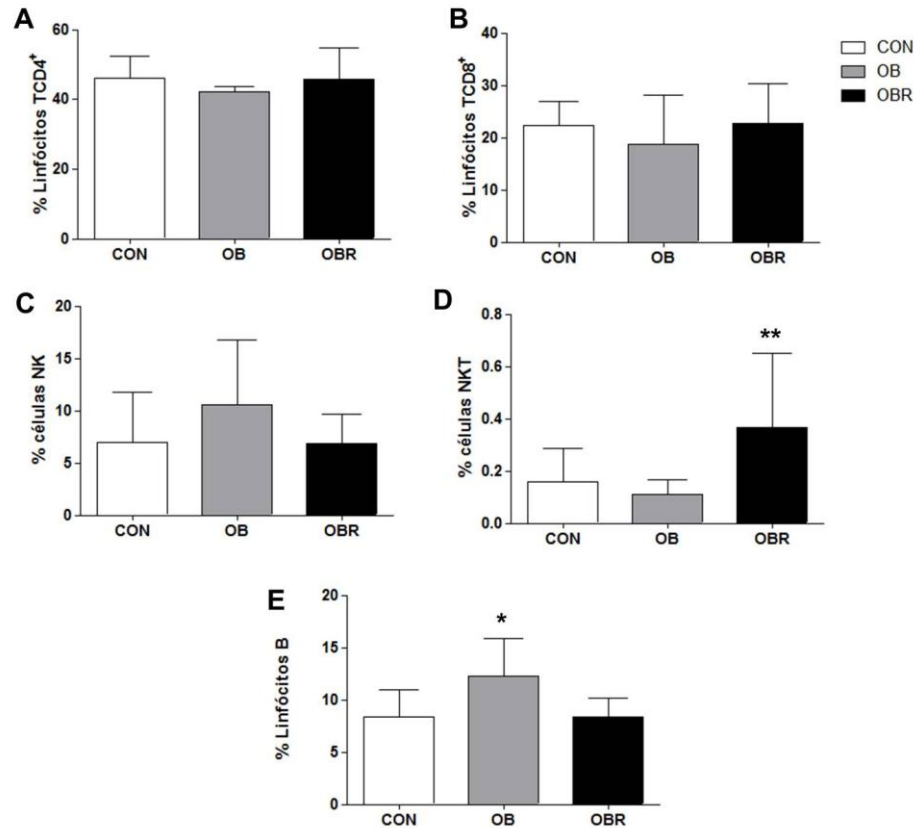 A
% Linfócitos TCD4+
60
40
20
0
CON OB OBR
B
% Linfócitos TCD8+
40
30
20
10
0
CON OB OBR
CON
OB
OBR
C
% células NK
20
15
10
5
0
CON OB OBR
D
% células NKT
0.8
0.6
0.4
0.2
0.0
**
CON OB OBR
E
% Linfócitos B
20
15
10
5
0
*
CON OB OBR